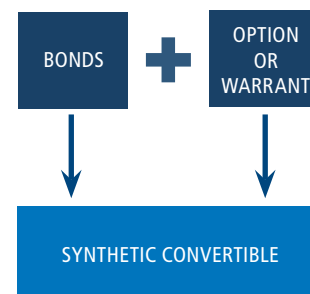 BONDS
OPTION
OR
WARRANT
SYNTHETIC CONVERTIBLE